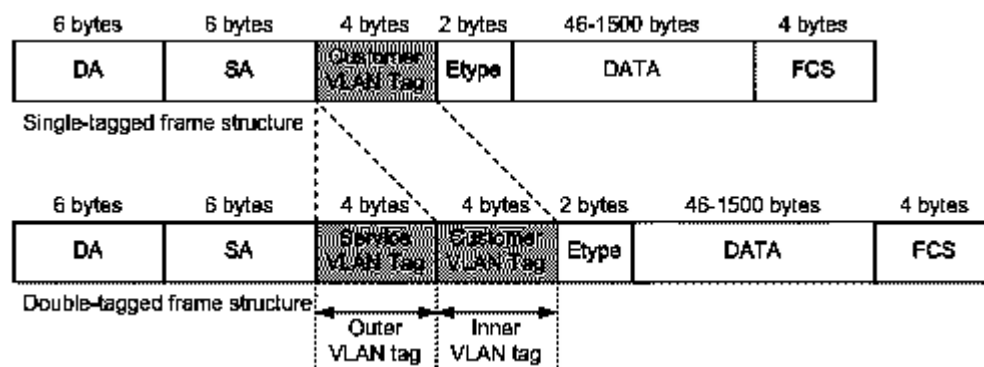 6 bytes 6 bytes 4 bytes 2 bytes 46-1500 bytes 4 bytes
DA SA Customer VLAN Tag Etype DATA FCS
Single-tagged frame structure
6 bytes 6 bytes 4 bytes 4 bytes 2 bytes 46-1500 bytes 4 bytes
DA SA Service VLAN Tag Customer VLAN Tag Etype DATA FCS
Double-tagged frame structure
Outer VLAN tag
Inner VLAN tag